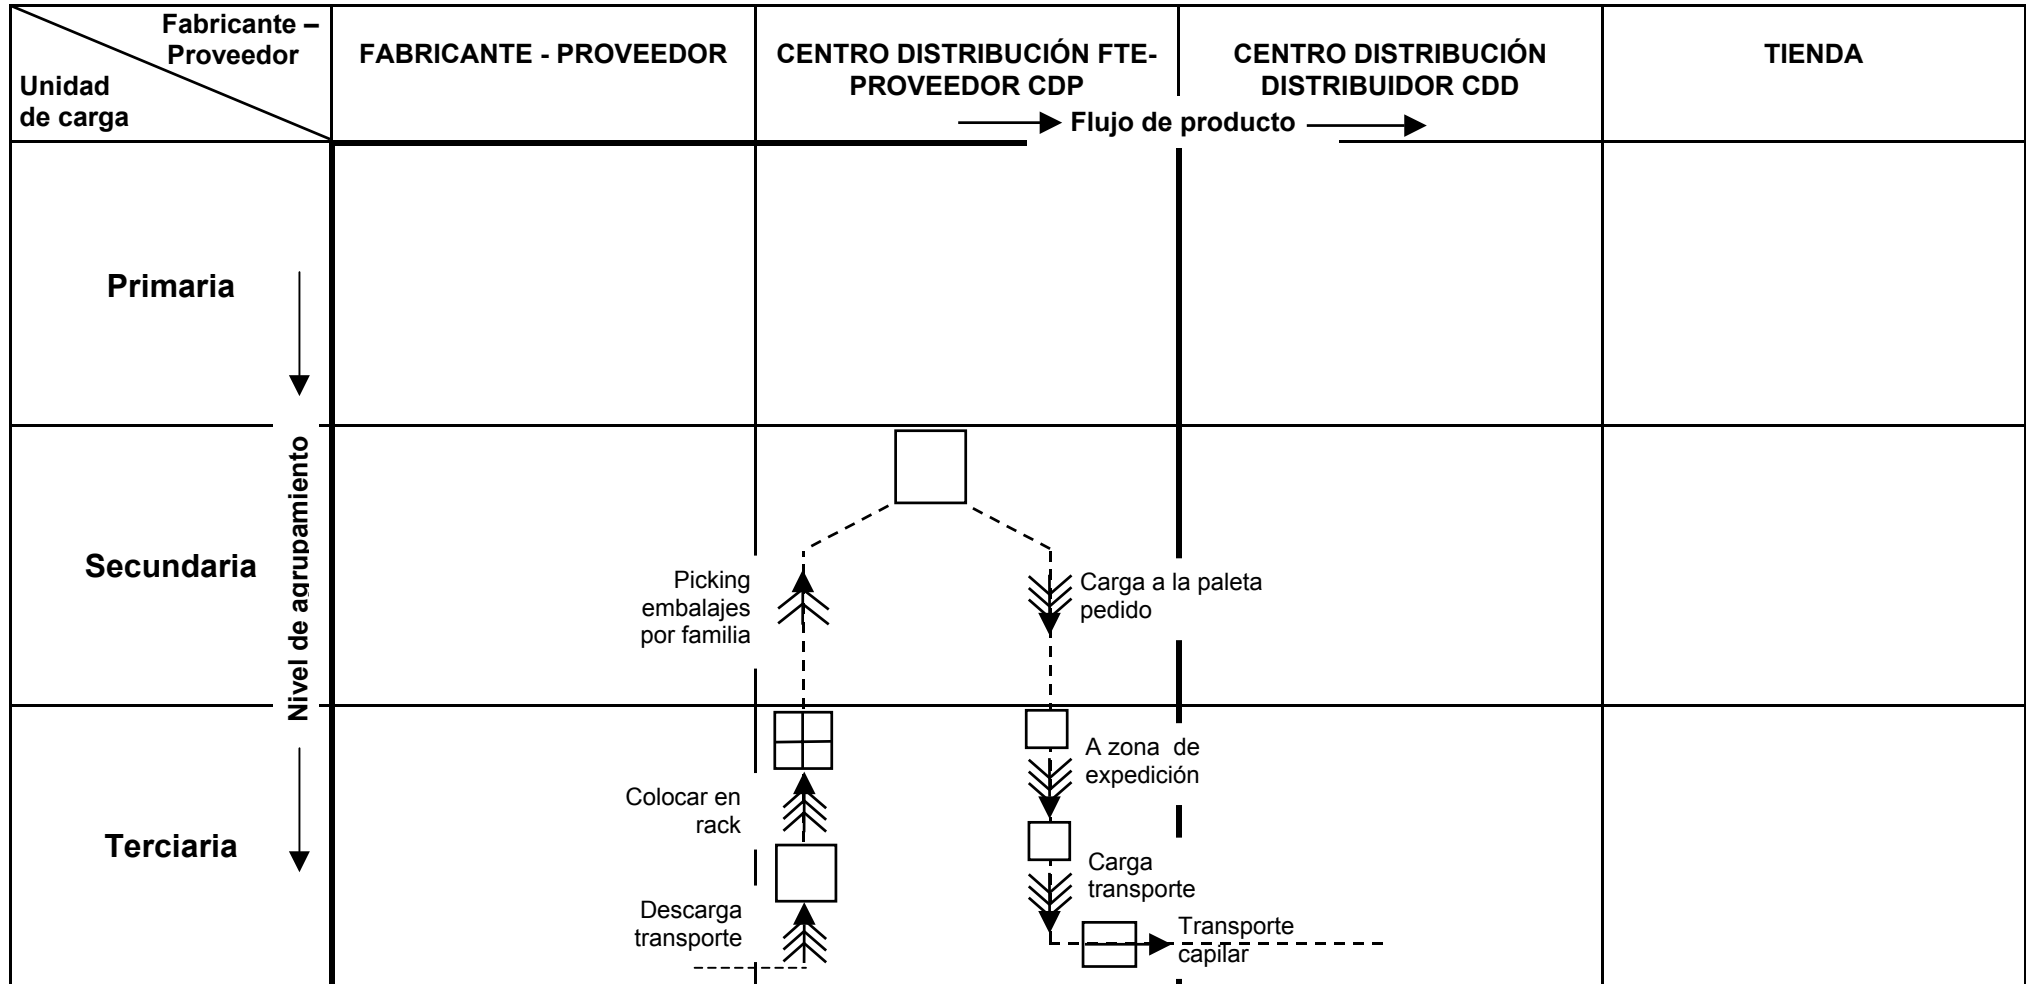 Fabricante –
Proveedor
Unidad
de carga
FABRICANTE - PROVEEDOR
CENTRO DISTRIBUCIÓN FTE-
PROVEEDOR CDP
CENTRO DISTRIBUCIÓN
DISTRIBUIDOR CDD
TIENDA
Flujo de producto
Primaria
Nivel de agrupamiento
Secundaria
Picking
embalajes
por familia
Carga a la paleta
pedido
Terciaria
Colocar en
rack
Descarga
transporte
A zona de
expedición
Carga
transporte
Transporte
capilar